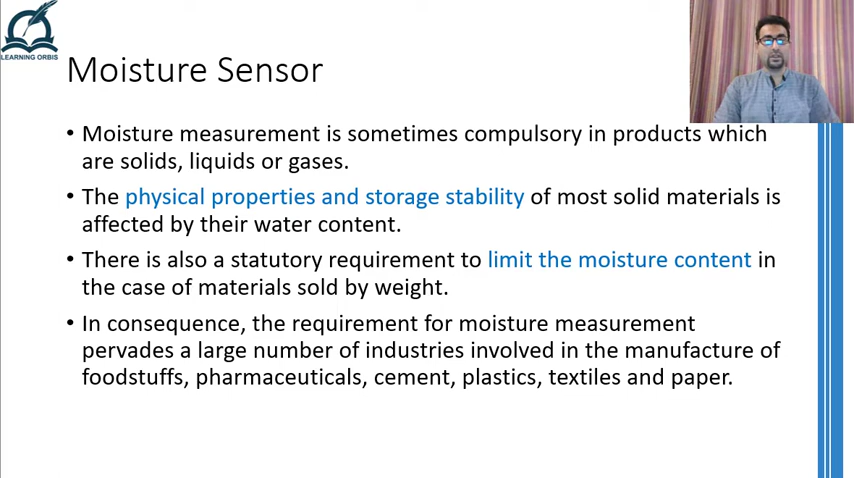 LEARNING ORBIS
Moisture Sensor
• Moisture measurement is sometimes compulsory in products which
are solids, liquids or gases.
• The physical properties and storage stability of most solid materials is
affected by their water content.
• There is also a statutory requirement to limit the moisture content in
the case of materials sold by weight.
• In consequence, the requirement for moisture measurement
pervades a large number of industries involved in the manufacture of
foodstuffs, pharmaceuticals, cement, plastics, textiles and paper.